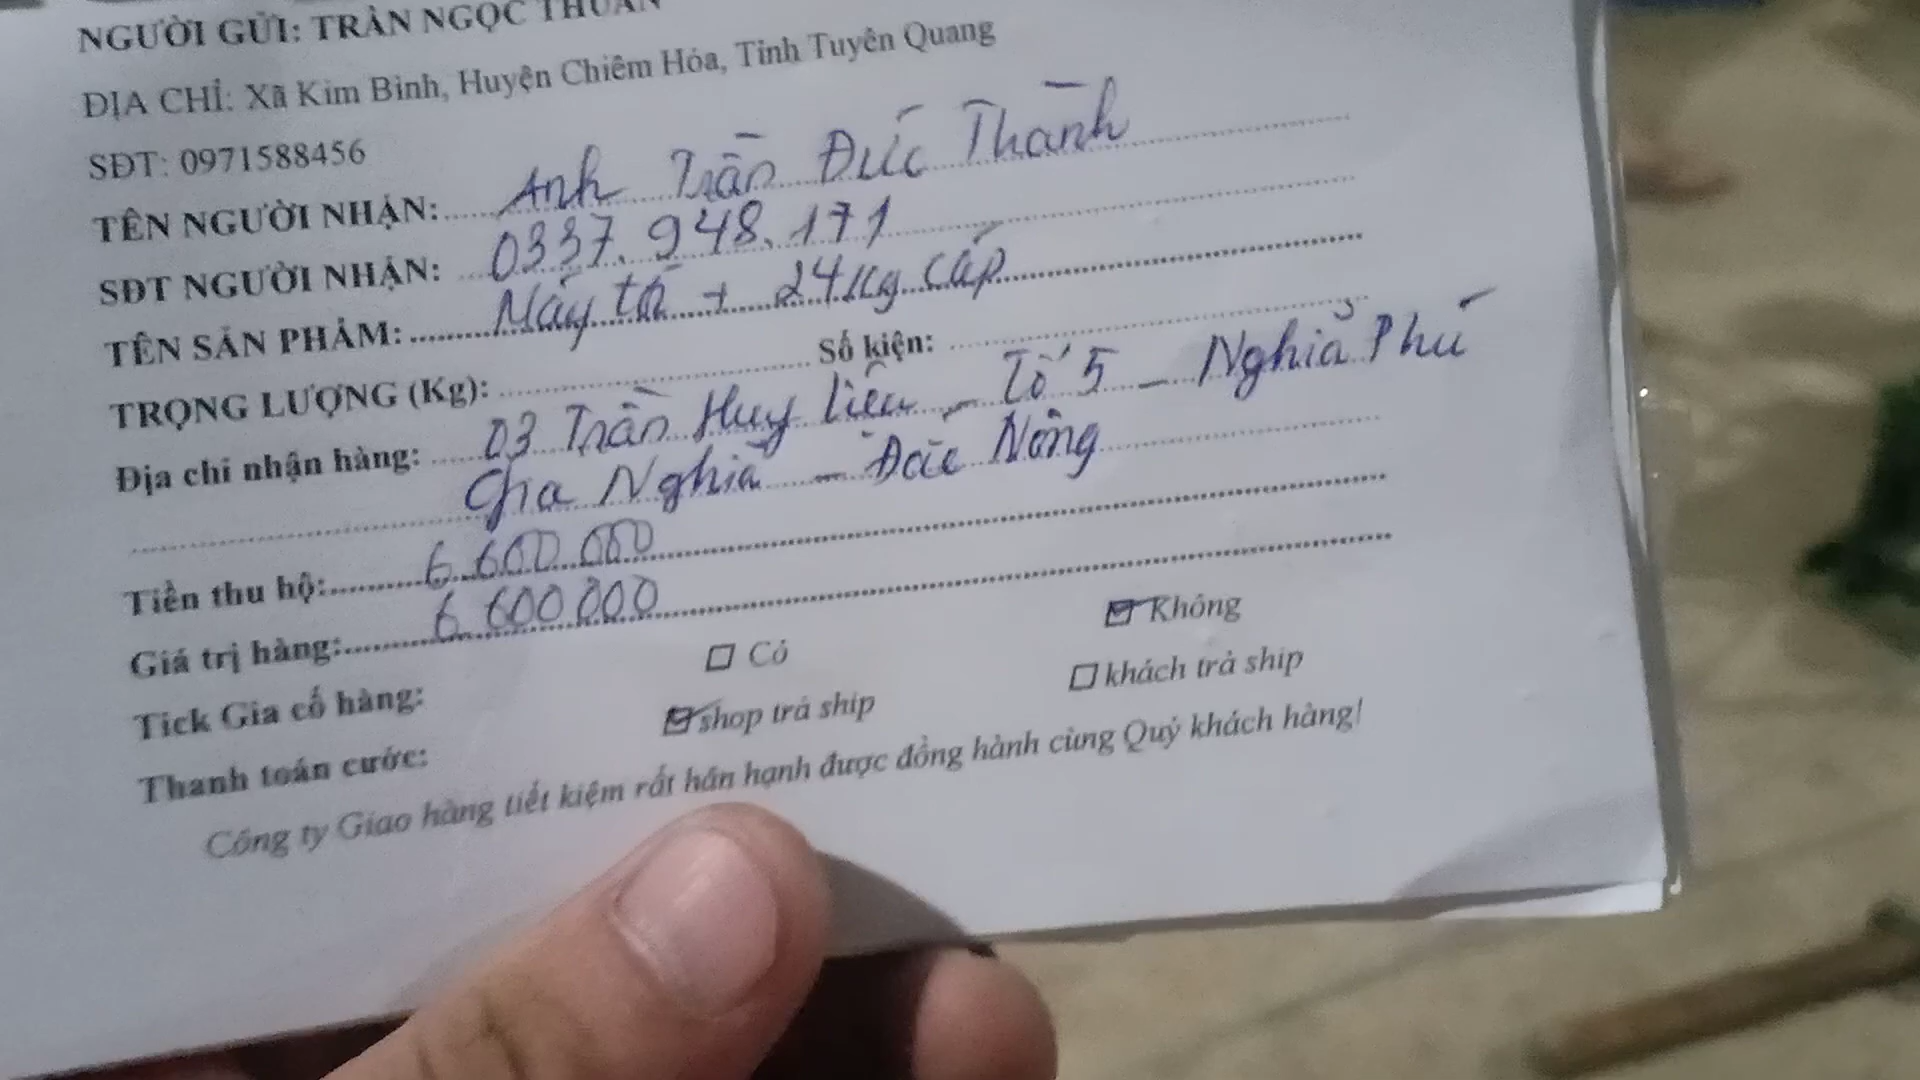 NGƯỜI GỬI: TRẦN NGỌC THUẤN
ĐỊA CHỈ: Xã Kim Bình, Huyện Chiêm Hóa, Tỉnh Tuyên Quang
SĐT: 0971588456
TÊN NGƯỜI NHẬN: Anh Trần Đức Thành
SĐT NGƯỜI NHẬN: 0337.948.171
TÊN SẢN PHẨM: Máy tờ + 24Kg cáp
TRỌNG LƯỢNG (Kg): Số kiện:
Địa chỉ nhận hàng: 03 Trần Huy Liệu - Tổ 5 - Nghĩa Phú
Gia Nghĩa - Đắc Nông
Tiền thu hộ: 6.600.000
Giá trị hàng: 6.600.000
Tick Gia cố hàng: Có Không
Thanh toán cước: shop trả ship khách trả ship
Công ty Giao hàng tiết kiệm rất hân hạnh được đồng hành cùng Quý khách hàng!